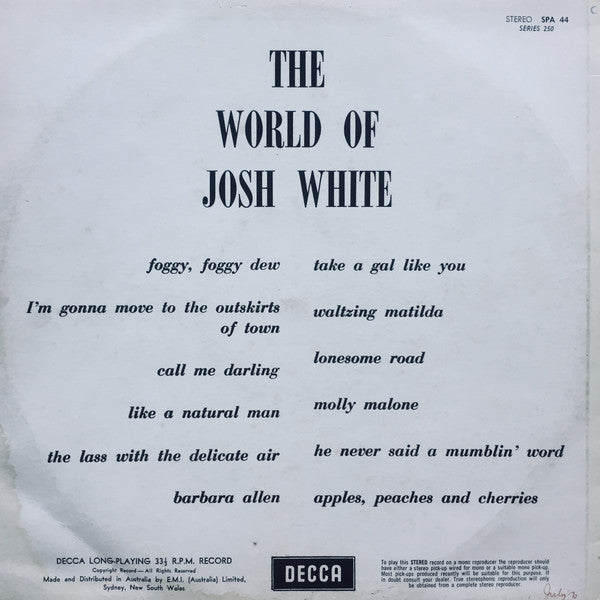 STEREO SPA 44
SERIES 250
C
THE
WORLD OF
JOSH WHITE
foggy, foggy dew
I'm gonna move to the outskirts
of town
call me darling
like a natural man
the lass with the delicate air
barbara allen
take a gal like you
waltzing matilda
lonesome road
molly malone
he never said a mumblin' word
apples, peaches and cherries
DECCA LONG-PLAYING 33⅓ R.P.M. RECORD
Copyright Record—All Rights Reserved
Made and Distributed in Australia by E.M.I. (Australia) Limited,
Sydney, New South Wales
DECCA
To play this STEREO record on a mono reproducer the reproducer should
have either a stereo pick-up wired for mono or a suitable mono pick-up.
Most pick-ups produced recently will be suitable for this purpose. If
in doubt consult your dealer. True stereophonic reproduction will only
be obtained from a complete stereo reproducer.
July